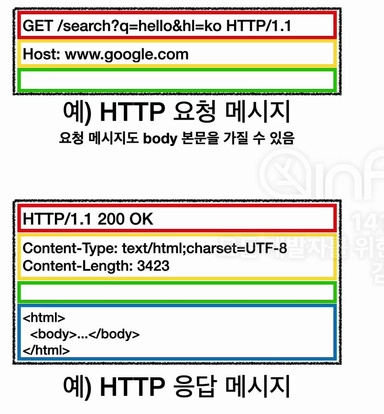 GET /search?q=hello&hl=ko HTTP/1.1
Host: www.google.com
예) HTTP 요청 메시지
요청 메시지도 body 본문을 가질 수 있음
HTTP/1.1 200 OK
Content-Type: text/html;charset=UTF-8
Content-Length: 3423
<html>
<body>...</body>
</html>
예) HTTP 응답 메시지